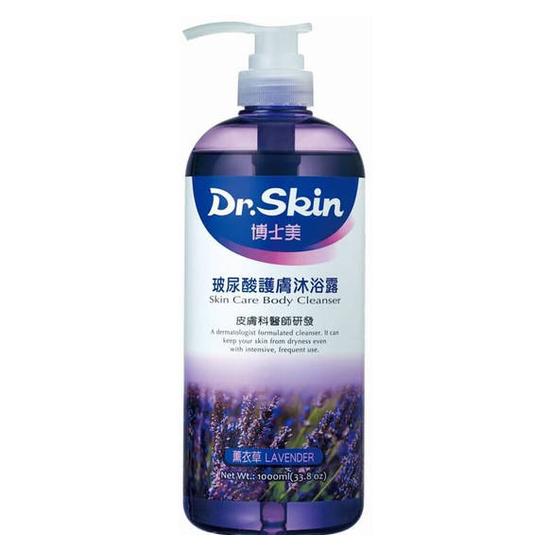 Dr.Skin
博士美
玻尿酸護膚沐浴露
Skin Care Body Cleanser
皮膚科醫師研發
A dermatologist formulated cleanser. It can
keep your skin from dryness even
with intensive, frequent use.
薰衣草 LAVENDER
Net Wt.: 1000ml(33.8 oz)